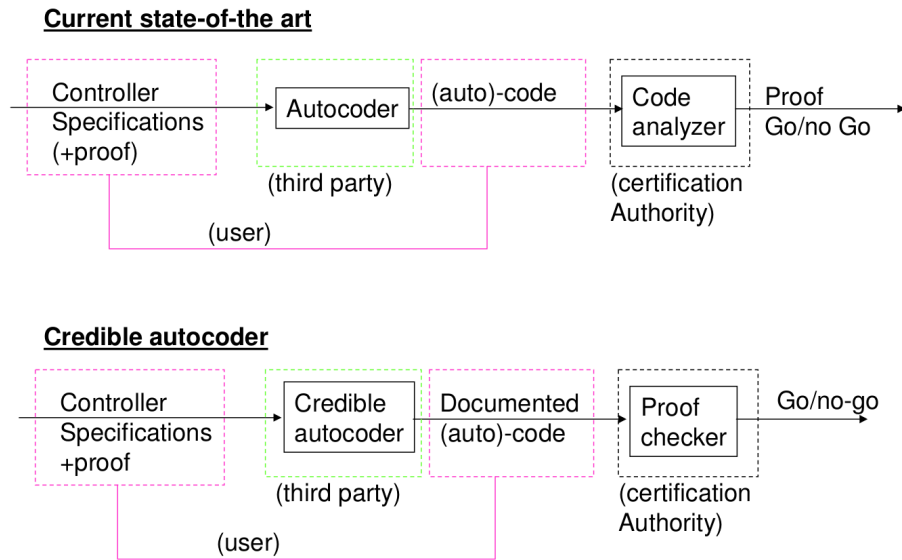 Current state-of-the art
Controller
Specifications
(+proof)
Autocoder
(third party)
(auto)-code
Code
analyzer
(certification
Authority)
Proof
Go/no Go
(user)
Credible autocoder
Controller
Specifications
+proof
Credible
autocoder
(third party)
Documented
(auto)-code
Proof
checker
(certification
Authority)
Go/no-go
(user)